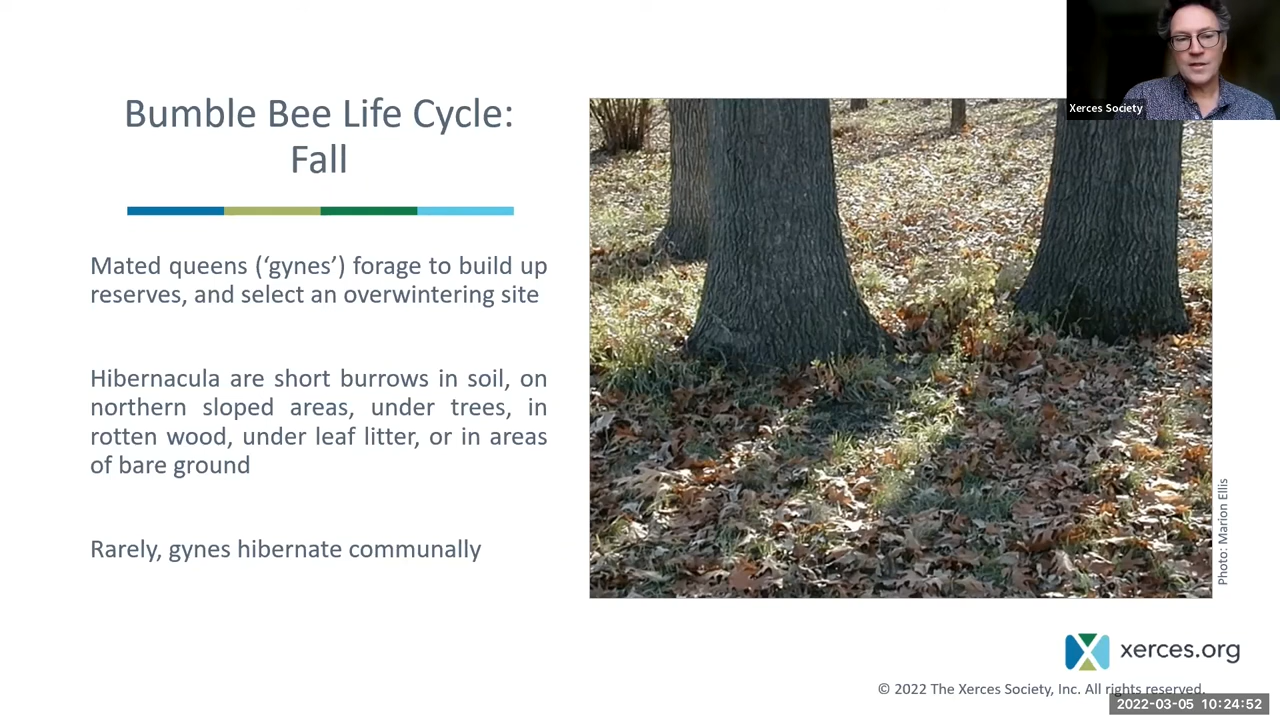 Xerces Society
Bumble Bee Life Cycle:
Fall
Mated queens (‘gynes’) forage to build up
reserves, and select an overwintering site
Hibernacula are short burrows in soil, on
northern sloped areas, under trees, in
rotten wood, under leaf litter, or in areas
of bare ground
Rarely, gynes hibernate communally
Photo: Marion Ellis
xerces.org
© 2022 The Xerces Society, Inc. All rights reserved.
2022-03-05 10:24:52